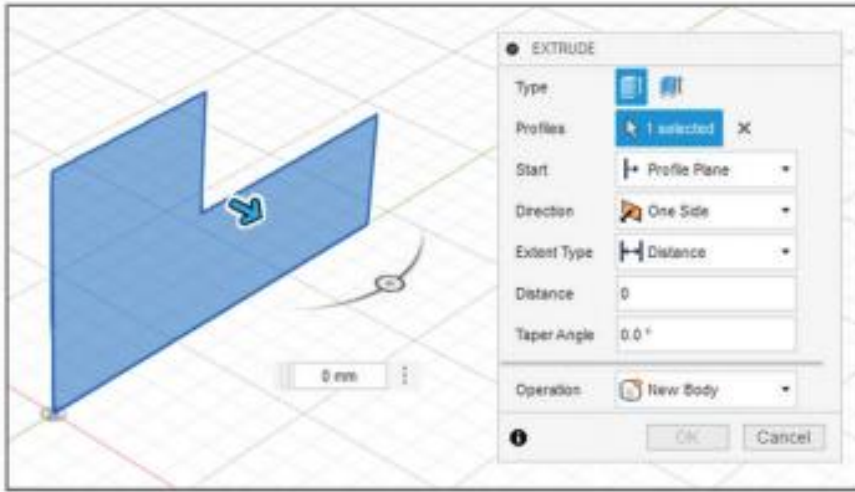 EXTRUDE
Type
Profiles 1 selected
Start Profile Plane
Direction One Side
Extent Type Distance
Distance 0
Taper Angle 0.0 °
0 mm
Operation New Body
OK Cancel